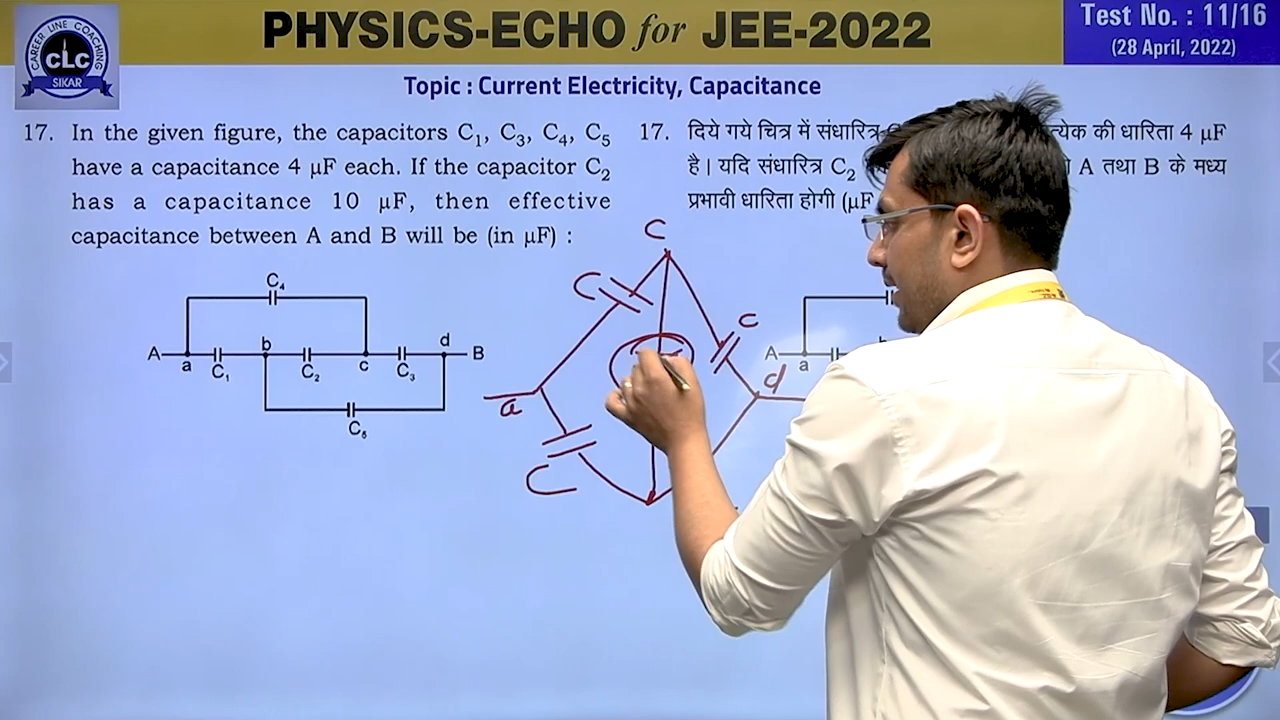 CAREER LINE COACHING
CLC
SIKAR
PHYSICS-ECHO for JEE-2022
Test No. : 11/16
(28 April, 2022)
Topic : Current Electricity, Capacitance
17. In the given figure, the capacitors C₁, C₃, C₄, C₅
have a capacitance 4 μF each. If the capacitor C₂
has a capacitance 10 μF, then effective
capacitance between A and B will be (in μF) :
C₄
A a C₁ b C₂ c C₃ d B
C₅
17. दिये गये चित्र में संधारित्र त्येक की धारिता 4 μF
है। यदि संधारित्र C₂ A तथा B के मध्य
प्रभावी धारिता होगी (μF
A a
C
C
C
a
d
C